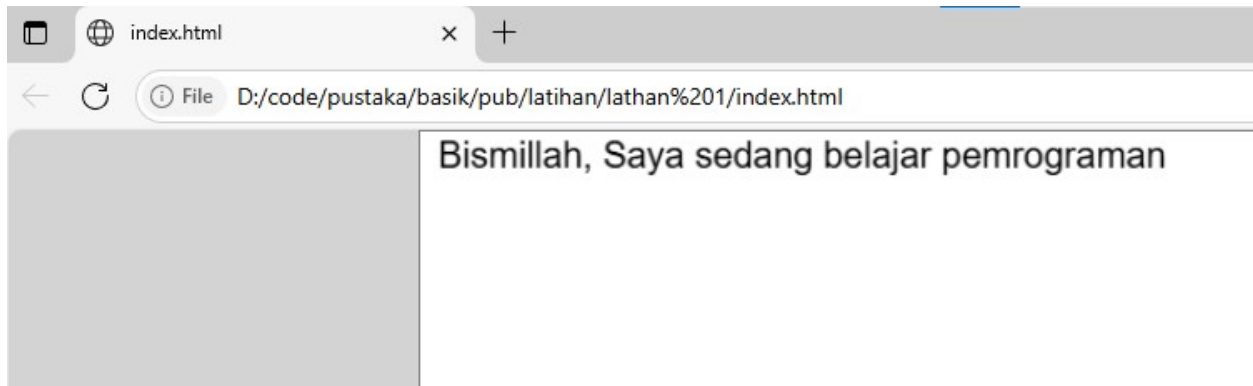 index.html
File D:/code/pustaka/basik/pub/latihan/lathan%201/index.html
Bismillah, Saya sedang belajar pemrograman